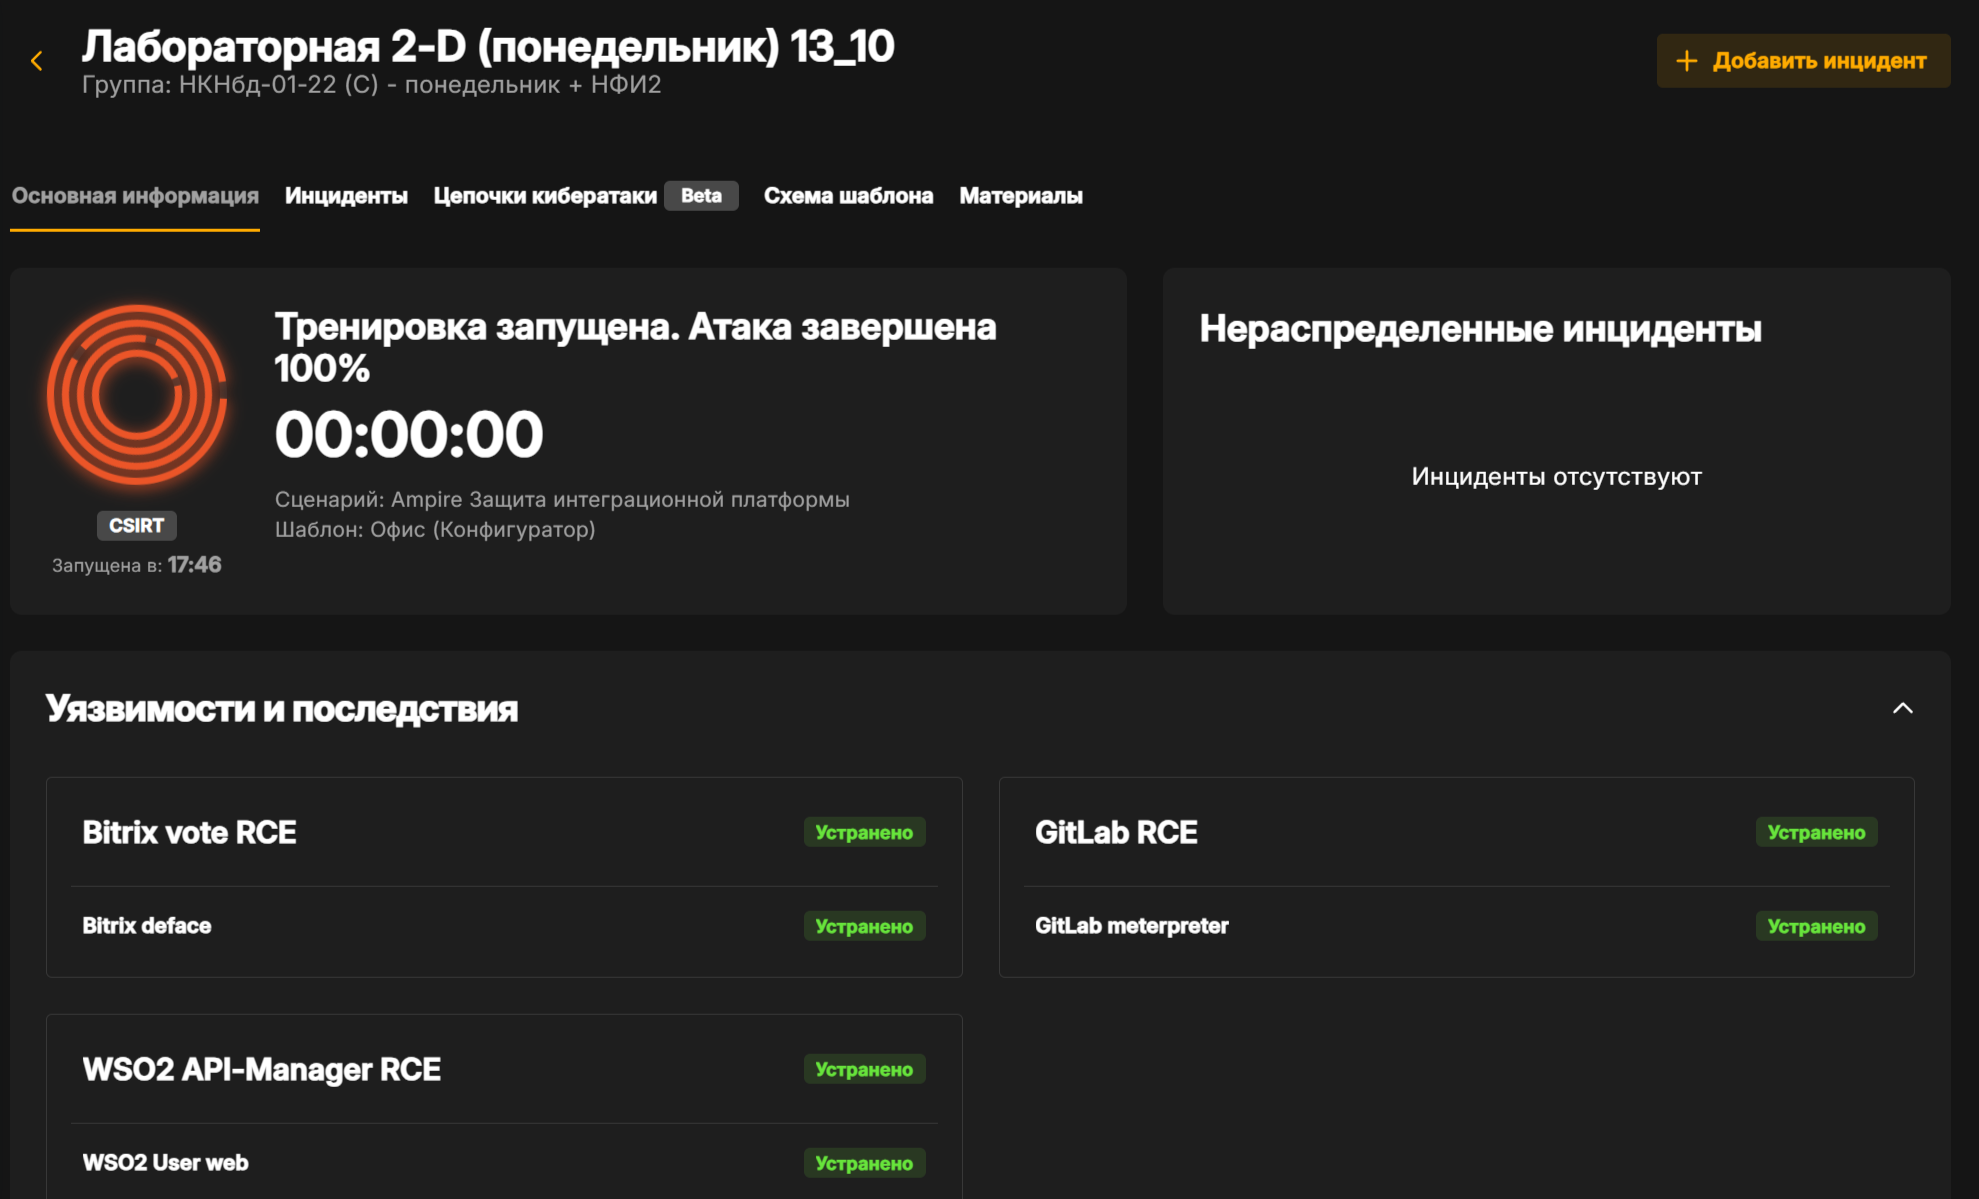 Лабораторная 2-D (понедельник) 13_10
Группа: НКНбд-01-22 (С) - понедельник + НФИ2
+ Добавить инцидент
Основная информация Инциденты Цепочки кибератаки Beta Схема шаблона Материалы
Тренировка запущена. Атака завершена
100%
00:00:00
Сценарий: Ampire Защита интеграционной платформы
Шаблон: Офис (Конфигуратор)
CSIRT
Запущена в: 17:46
Нераспределенные инциденты
Инциденты отсутствуют
Уязвимости и последствия
Bitrix vote RCE Устранено
Bitrix deface Устранено
GitLab RCE Устранено
GitLab meterpreter Устранено
WSO2 API-Manager RCE Устранено
WSO2 User web Устранено